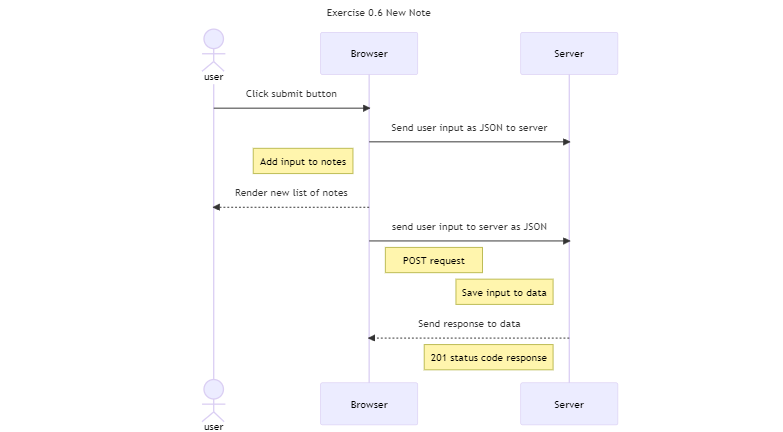 Exercise 0.6 New Note
user
Browser
Server
Click submit button
Send user input as JSON to server
Add input to notes
Render new list of notes
send user input to server as JSON
POST request
Save input to data
Send response to data
201 status code response
user
Browser
Server